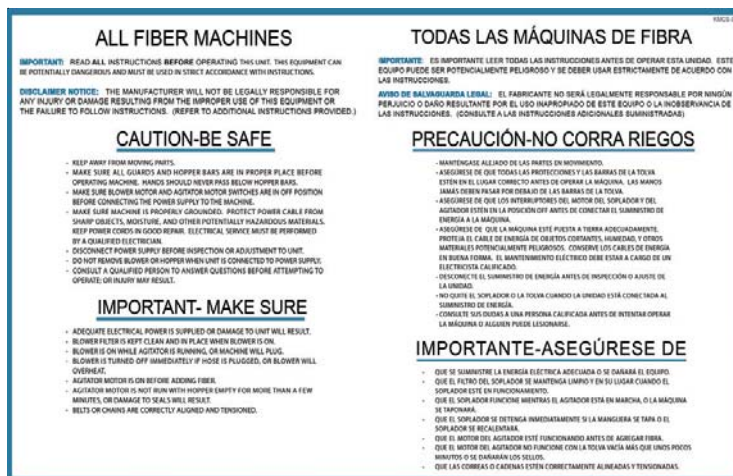 ALL FIBER MACHINES
IMPORTANT: READ ALL INSTRUCTIONS BEFORE OPERATING THIS UNIT. THIS EQUIPMENT CAN
BE POTENTIALLY DANGEROUS AND MUST BE USED IN STRICT ACCORDANCE WITH INSTRUCTIONS.
DISCLAIMER NOTICE: THE MANUFACTURER WILL NOT BE LEGALLY RESPONSIBLE FOR
ANY INJURY OR DAMAGE RESULTING FROM THE IMPROPER USE OF THIS EQUIPMENT OR
THE FAILURE TO FOLLOW INSTRUCTIONS. (REFER TO ADDITIONAL INSTRUCTIONS PROVIDED.)
CAUTION-BE SAFE
- KEEP AWAY FROM MOVING PARTS.
- MAKE SURE ALL GUARDS AND HOPPER BARS ARE IN PROPER PLACE BEFORE
OPERATING MACHINE. HANDS SHOULD NEVER PASS BELOW HOPPER BARS.
- MAKE SURE BLOWER MOTOR AND AGITATOR MOTOR SWITCHES ARE IN OFF POSITION
BEFORE CONNECTING THE POWER SUPPLY TO THE MACHINE.
- MAKE SURE MACHINE IS PROPERLY GROUNDED. PROTECT POWER CABLE FROM
SHARP OBJECTS, MOISTURE, AND OTHER POTENTIALLY HAZARDOUS MATERIALS.
KEEP POWER CORDS IN GOOD REPAIR. ELECTRICAL SERVICE MUST BE PERFORMED
BY A QUALIFIED ELECTRICIAN.
- DISCONNECT POWER SUPPLY BEFORE INSPECTION OR ADJUSTMENT TO UNIT.
- DO NOT REMOVE BLOWER OR HOPPER WHEN UNIT IS CONNECTED TO POWER SUPPLY.
- CONSULT A QUALIFIED PERSON TO ANSWER QUESTIONS BEFORE ATTEMPTING TO
OPERATE; OR INJURY MAY RESULT.
IMPORTANT- MAKE SURE
- ADEQUATE ELECTRICAL POWER IS SUPPLIED OR DAMAGE TO UNIT WILL RESULT.
- BLOWER FILTER IS KEPT CLEAN AND IN PLACE WHEN BLOWER IS ON.
- BLOWER IS ON WHILE AGITATOR IS RUNNING, OR MACHINE WILL PLUG.
- BLOWER IS TURNED OFF IMMEDIATELY IF HOSE IS PLUGGED, OR BLOWER WILL
OVERHEAT.
- AGITATOR MOTOR IS ON BEFORE ADDING FIBER.
- AGITATOR MOTOR IS NOT RUN WITH HOPPER EMPTY FOR MORE THAN A FEW
MINUTES, OR DAMAGE TO SEALS WILL RESULT.
- BELTS OR CHAINS ARE CORRECTLY ALIGNED AND TENSIONED.
TODAS LAS MÁQUINAS DE FIBRA
IMPORTANTE: ES IMPORTANTE LEER TODAS LAS INSTRUCCIONES ANTES DE OPERAR ESTA UNIDAD. ESTE
EQUIPO PUEDE SER POTENCIALMENTE PELIGROSO Y SE DEBER USAR ESTRICTAMENTE DE ACUERDO CON
LAS INSTRUCCIONES.
AVISO DE SALVAGUARDA LEGAL: EL FABRICANTE NO SERÁ LEGALMENTE RESPONSABLE POR NINGÚN
PERJUICIO O DAÑO RESULTANTE POR EL USO INAPROPIADO DE ESTE EQUIPO O LA INOBSERVANCIA DE
LAS INSTRUCCIONES. (CONSULTE A LAS INSTRUCCIONES ADICIONALES SUMINISTRADAS)
PRECAUCIÓN-NO CORRA RIEGOS
- MANTÉNGASE ALEJADO DE LAS PARTES EN MOVIMIENTO.
- ASEGÚRESE DE QUE TODAS LAS PROTECCIONES Y LAS BARRAS DE LA TOLVA
ESTÉN EN EL LUGAR CORRECTO ANTES DE OPERAR LA MÁQUINA. LAS MANOS
JAMÁS DEBEN PASAR POR DEBAJO DE LAS BARRAS DE LA TOLVA.
- ASEGÚRESE DE QUE LOS INTERRUPTORES DEL MOTOR DEL SOPLADOR Y DEL
AGITADOR ESTÉN EN LA POSICIÓN OFF ANTES DE CONECTAR EL SUMINISTRO DE
ENERGÍA A LA MÁQUINA.
- ASEGÚRESE DE QUE LA MÁQUINA ESTÉ PUESTA A TIERRA ADECUADAMENTE.
PROTEJA EL CABLE DE ENERGÍA DE OBJETOS CORTANTES, HUMEDAD, Y OTROS
MATERIALES POTENCIALMENTE PELIGROSOS. CONSERVE LOS CABLES DE ENERGÍA
EN BUENA FORMA. EL MANTENIMIENTO ELÉCTRICO DEBE ESTAR A CARGO DE UN
ELECTRICISTA CALIFICADO.
- DESCONECTE EL SUMINISTRO DE ENERGÍA ANTES DE INSPECCIÓN O AJUSTE DE
LA UNIDAD.
- NO QUITE EL SOPLADOR O LA TOLVA CUANDO LA UNIDAD ESTÁ CONECTADA AL
SUMINISTRO DE ENERGÍA.
- CONSULTE SUS DUDAS A UNA PERSONA CALIFICADA ANTES DE INTENTAR OPERAR
LA MÁQUINA O ALGUIEN PUEDE LESIONARSE.
IMPORTANTE-ASEGÚRESE DE
- QUE SE SUMINISTRE LA ENERGÍA ELÉCTRICA ADECUADA O SE DAÑARÁ EL EQUIPO.
- QUE EL FILTRO DEL SOPLADOR SE MANTENGA LIMPIO Y EN SU LUGAR CUANDO EL
SOPLADOR ESTE EN FUNCIONAMIENTO.
- QUE EL SOPLADOR FUNCIONE MIENTRAS EL AGITADOR ESTÁ EN MARCHA, O LA MÁQUINA
SE TAPONARÁ.
- QUE EL SOPLADOR SE DETENGA INMEDIATAMENTE SI LA MANGUERA SE TAPA O EL
SOPLADOR SE RECALENTARA.
- QUE EL MOTOR DEL AGITADOR ESTÉ FUNCIONANDO ANTES DE AGREGAR FIBRA.
- QUE EL MOTOR DEL AGITADOR NO FUNCIONE CON LA TOLVA VACÍA MÁS QUE UNOS POCOS
MINUTOS O SE DAÑARÁN LOS SELLOS.
- QUE LAS CORREAS O CADENAS ESTÉN CORRECTAMENTE ALINEADAS Y TENSIONADAS.